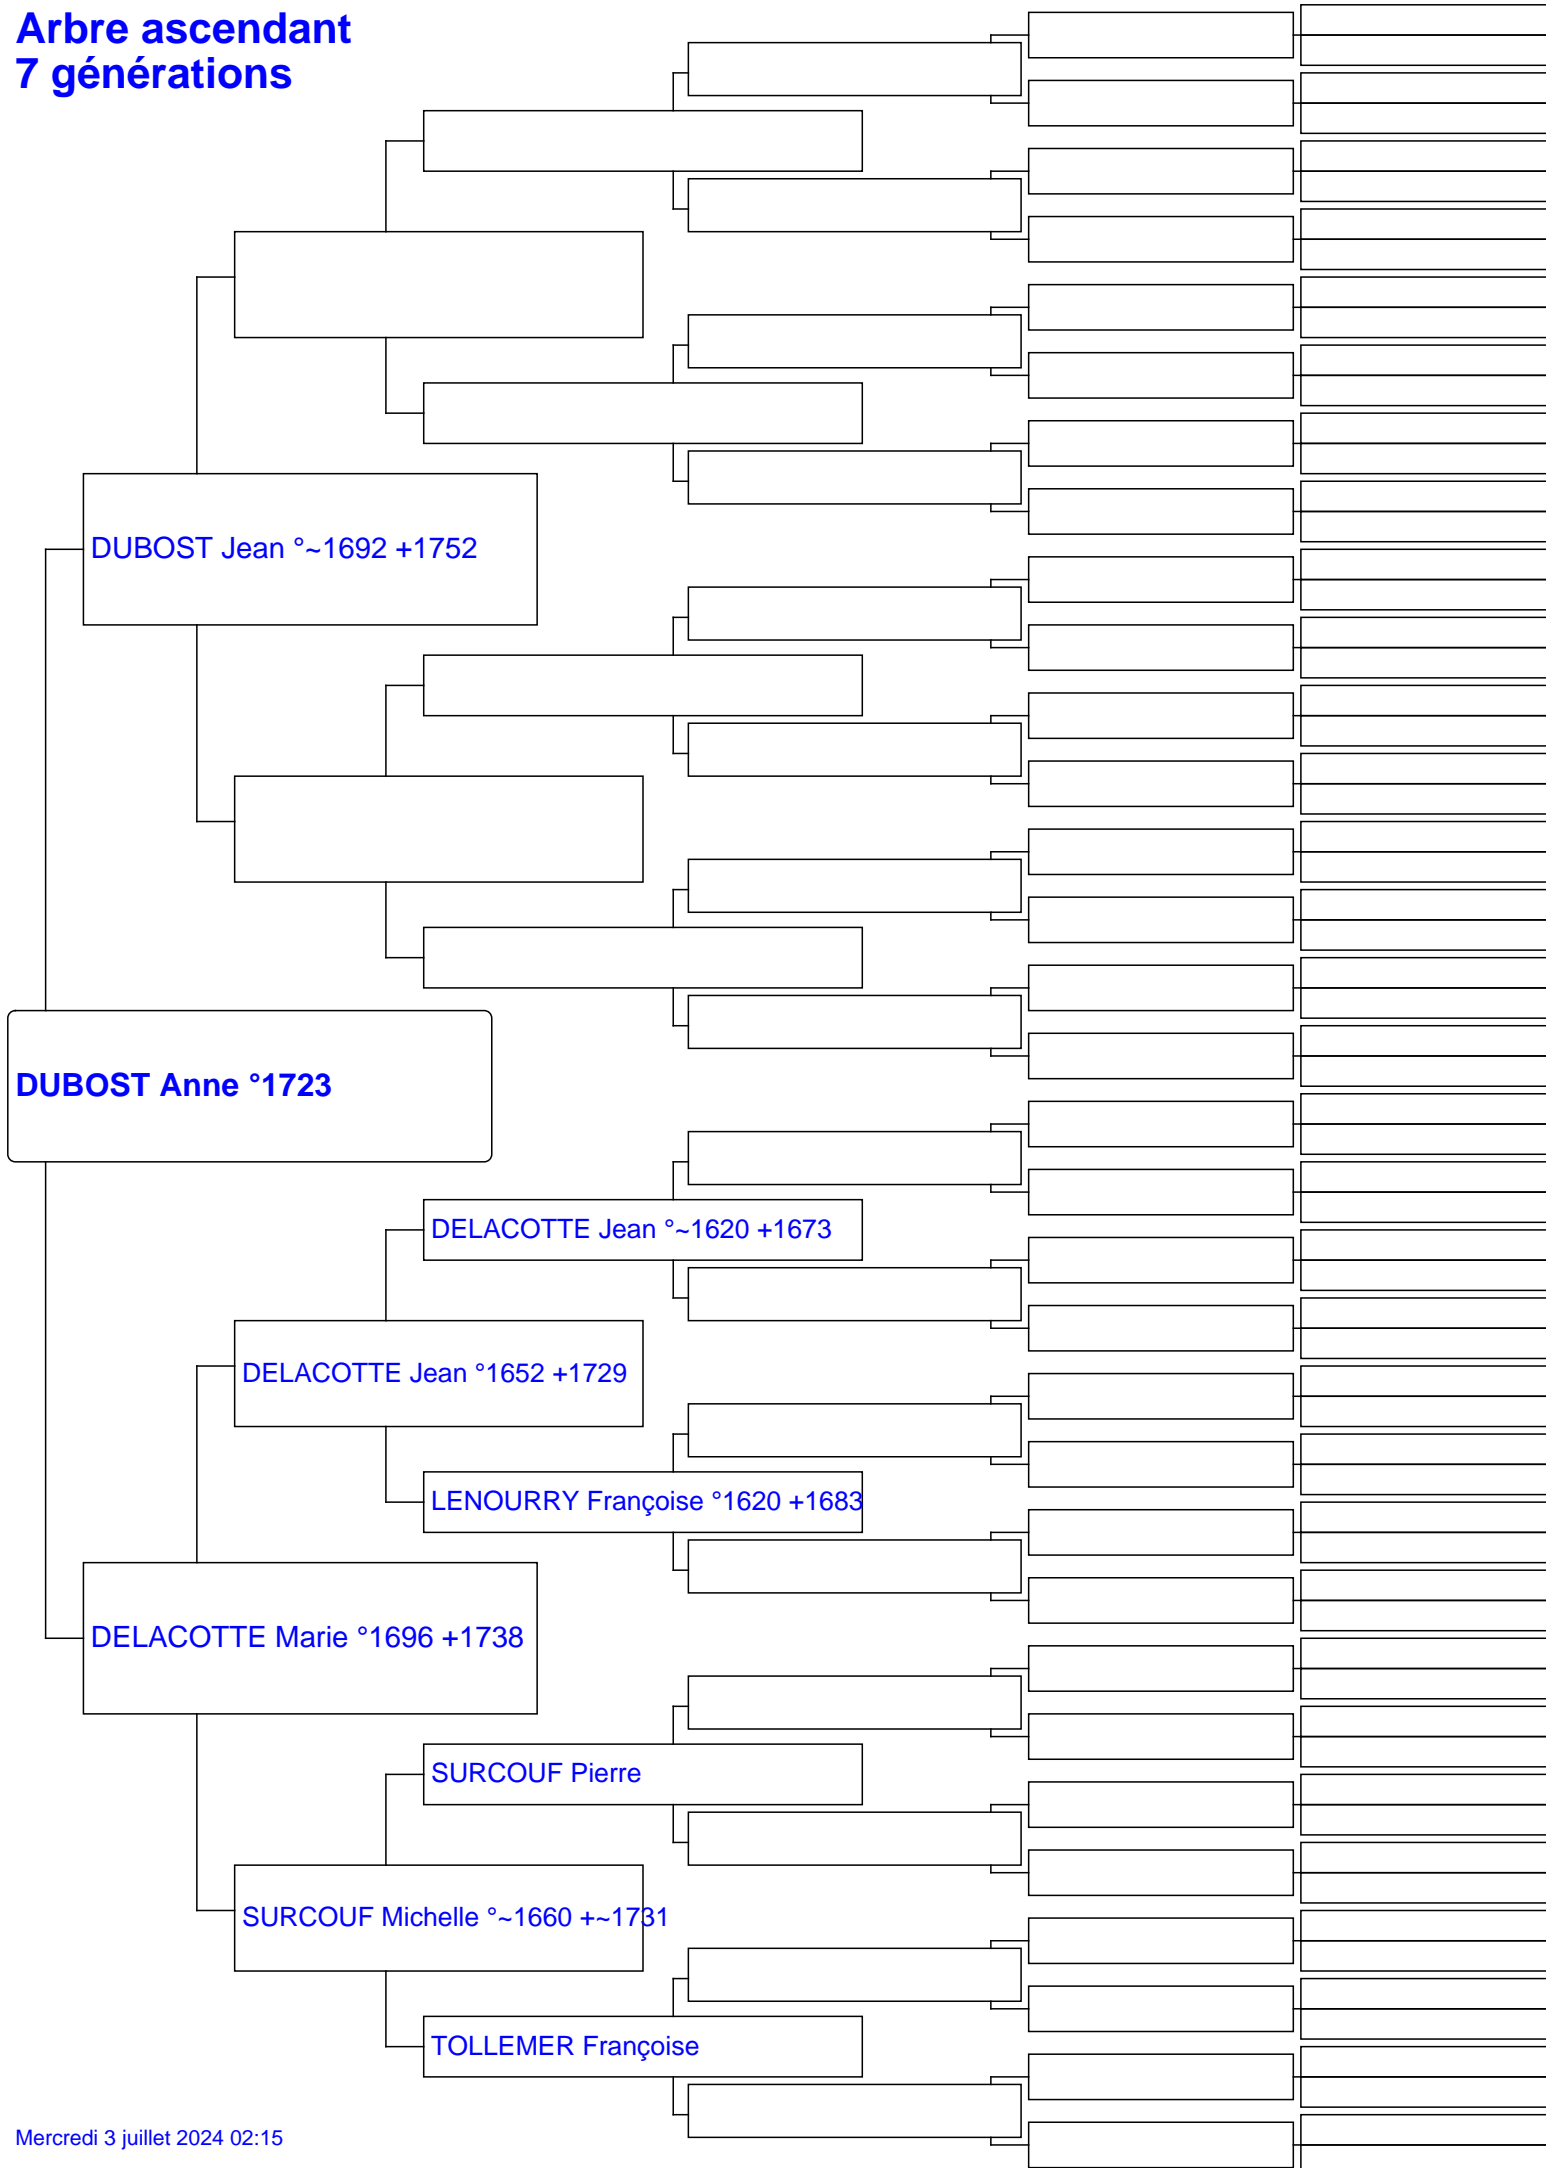 Arbre ascendant
7 générations
DUBOST Jean °~1692 +1752
DUBOST Anne °1723
DELACOTTE Jean °~1620 +1673
DELACOTTE Jean °1652 +1729
LENOURRY Françoise °1620 +1683
DELACOTTE Marie °1696 +1738
SURCOUF Pierre
SURCOUF Michelle °~1660 +~1731
TOLLEMER Françoise
Mercredi 3 juillet 2024 02:15